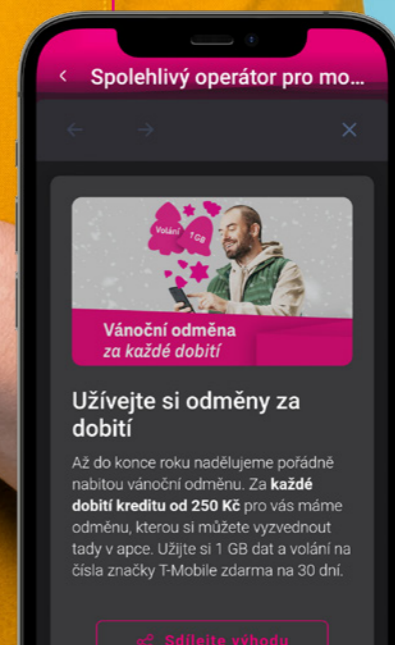 Spolehlivý operátor pro mo...
Volání
1 GB
Vánoční odměna
za každé dobití
Užívejte si odměny za
dobití
Až do konce roku nadělujeme pořádně
nabitou vánoční odměnu. Za každé
dobití kreditu od 250 Kč pro vás máme
odměnu, kterou si můžete vyzvednout
tady v apce. Užijte si 1 GB dat a volání na
čísla značky T-Mobile zdarma na 30 dní.
Sdílejte výhodu